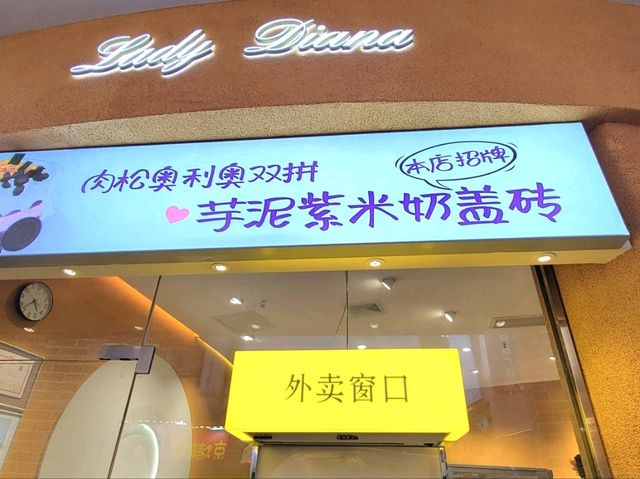 Lady Diana
肉松奥利奥双拼
本店招牌
芋泥紫米奶盖砖
外卖窗口